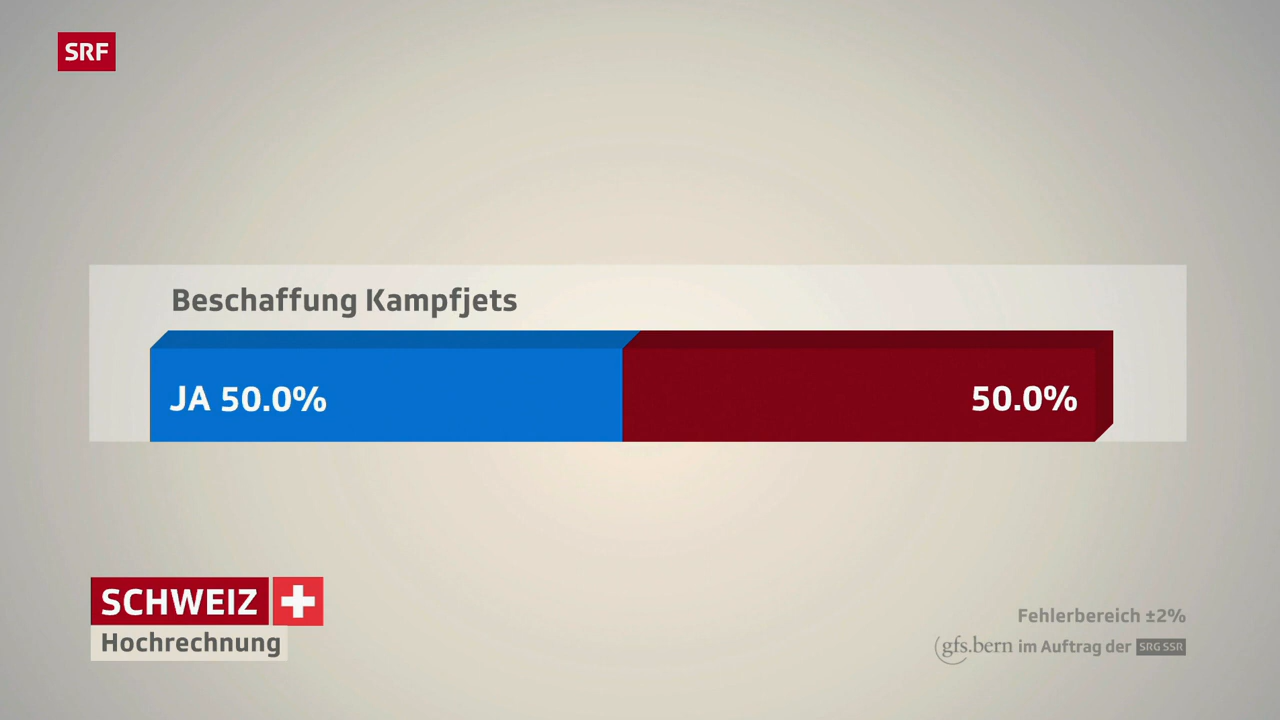 SRF
Beschaffung Kampfjets
JA 50.0%
50.0%
SCHWEIZ
Hochrechnung
Fehlerbereich ±2%
gfs.bern im Auftrag der SRG SSR